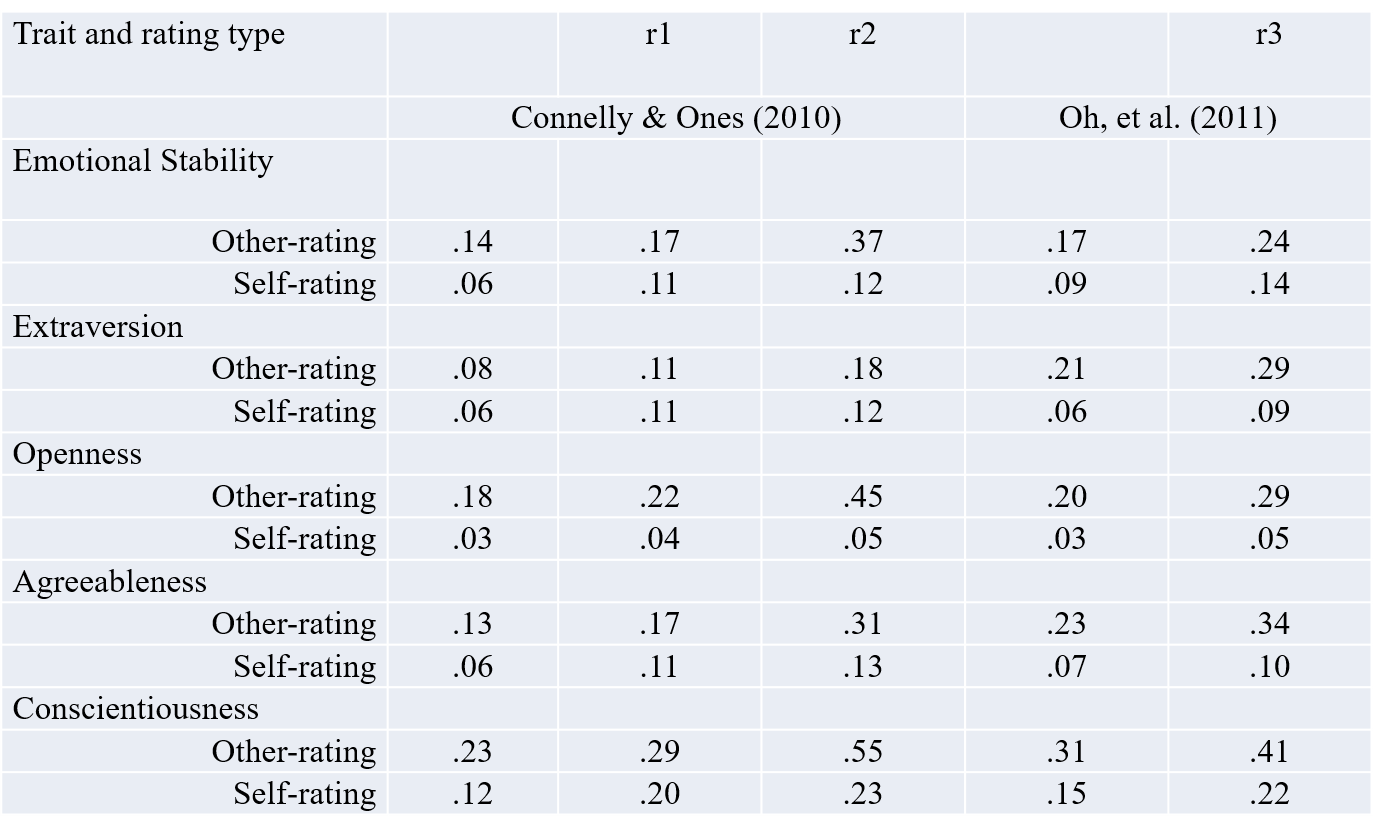 Trait and rating type r1 r2 r3
Connelly & Ones (2010) Oh, et al. (2011)
Emotional Stability
Other-rating .14 .17 .37 .17 .24
Self-rating .06 .11 .12 .09 .14
Extraversion
Other-rating .08 .11 .18 .21 .29
Self-rating .06 .11 .12 .06 .09
Openness
Other-rating .18 .22 .45 .20 .29
Self-rating .03 .04 .05 .03 .05
Agreeableness
Other-rating .13 .17 .31 .23 .34
Self-rating .06 .11 .13 .07 .10
Conscientiousness
Other-rating .23 .29 .55 .31 .41
Self-rating .12 .20 .23 .15 .22